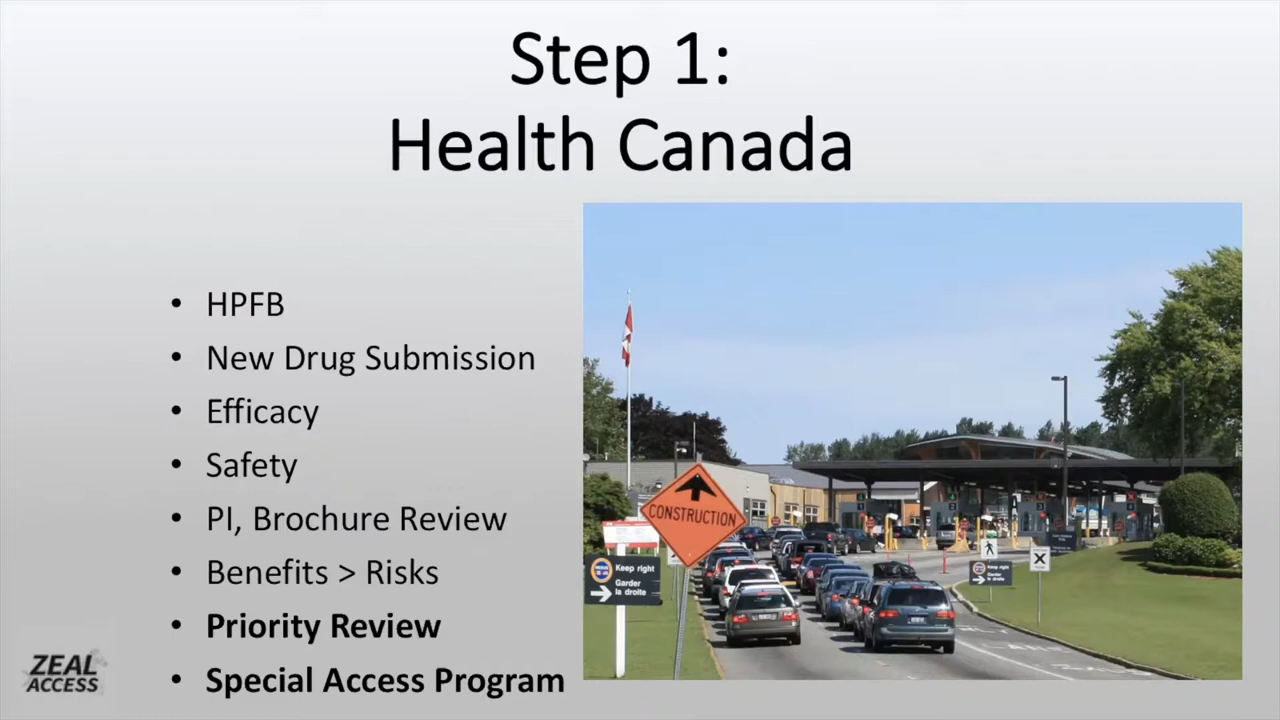 Step 1:
Health Canada
• HPFB
• New Drug Submission
• Efficacy
• Safety
• PI, Brochure Review
• Benefits > Risks
• Priority Review
• Special Access Program
CONSTRUCTION
Keep right
Garder
la droite
Keep right
ZEAL
ACCESS